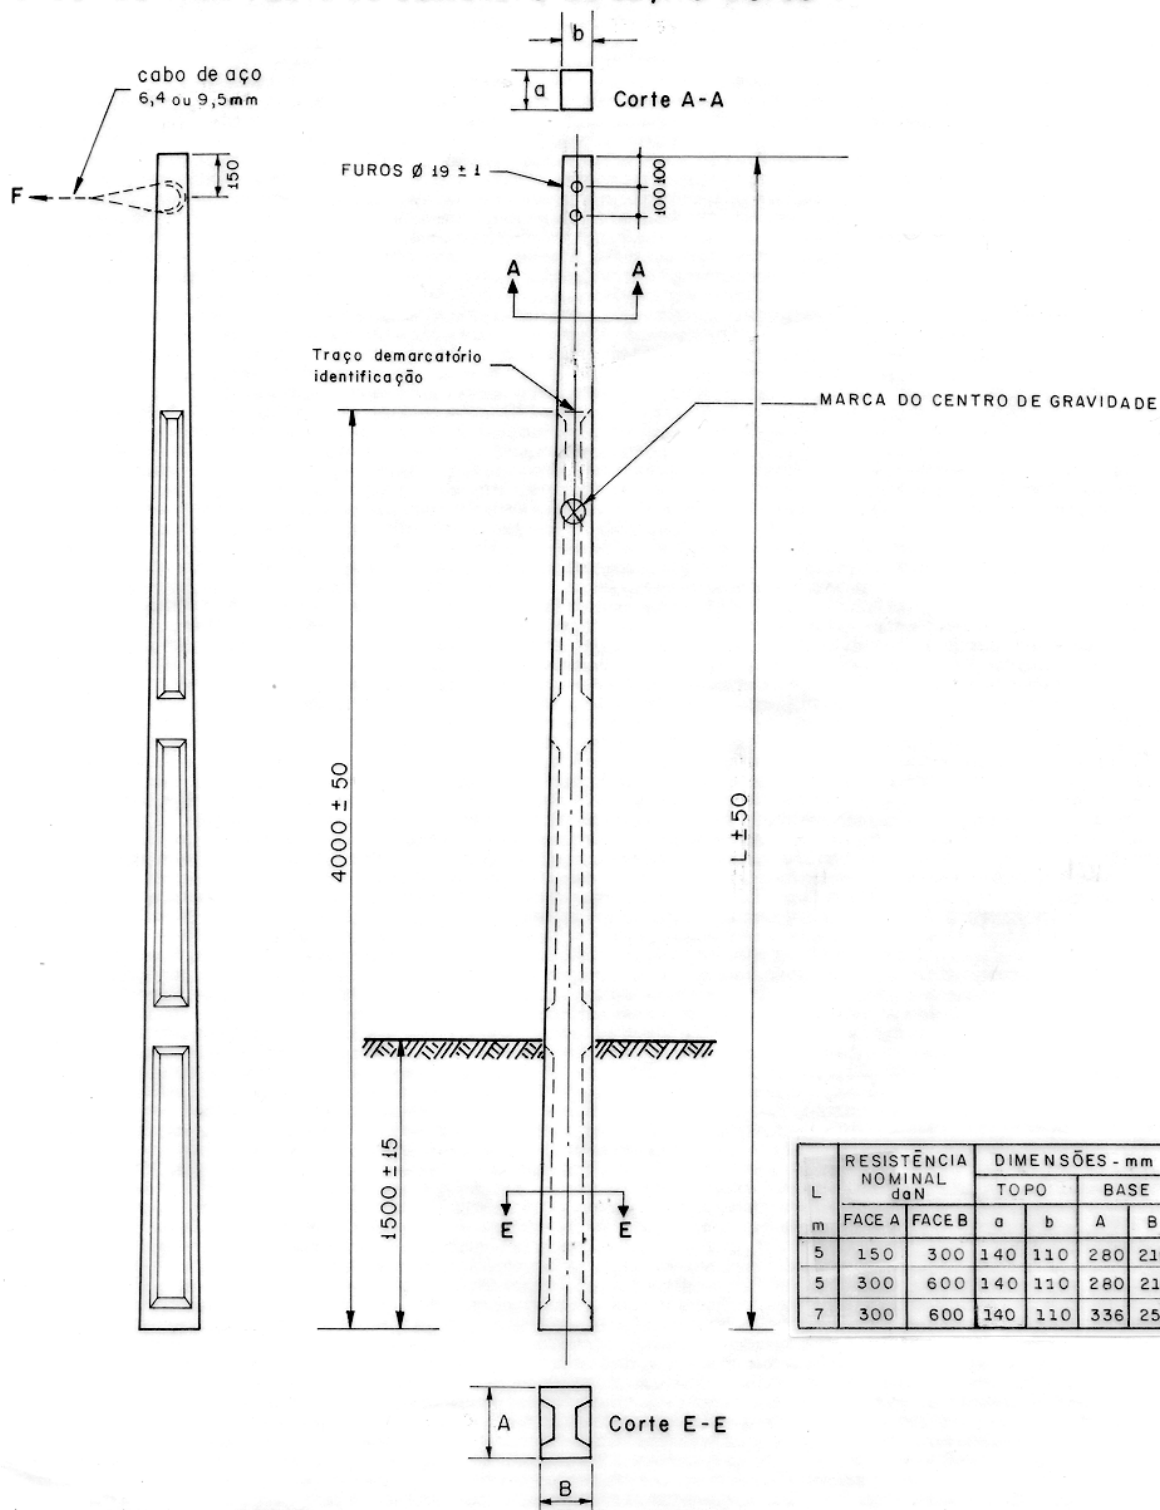 b
a
Corte A-A
cabo de aço
6,4 ou 9,5mm
150
F
FUROS Ø 19 ± 1
100
100
A
A
Traço demarcatório
identificação
MARCA DO CENTRO DE GRAVIDADE
4000 ± 50
L ± 50
1500 ± 15
E
E
RESISTÊNCIA NOMINAL daN DIMENSÕES - mm
L m TOPO BASE
FACE A FACE B a b A B
5 150 300 140 110 280
5 300 600 140 110 280
7 300 600 140 110 336
A
Corte E-E
B